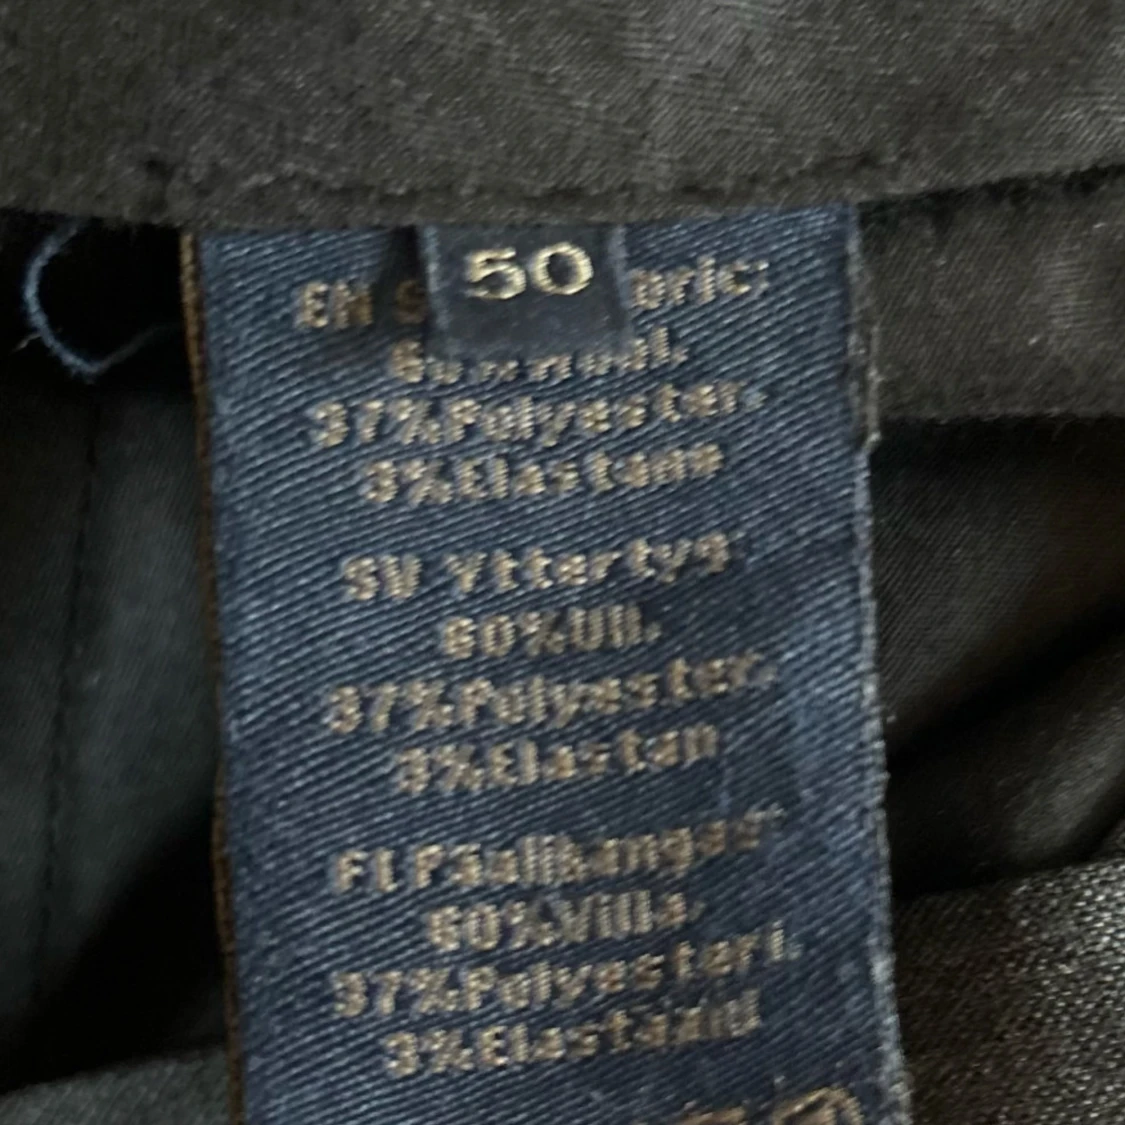 50
EN
37%Polyester.
3%Elastane
SV Yttertyg
60%Ull.
37%Polyester.
3%Elastan
FI Päällikangas:
60%Villa.
37%Polyesteri.
3%Elastaani